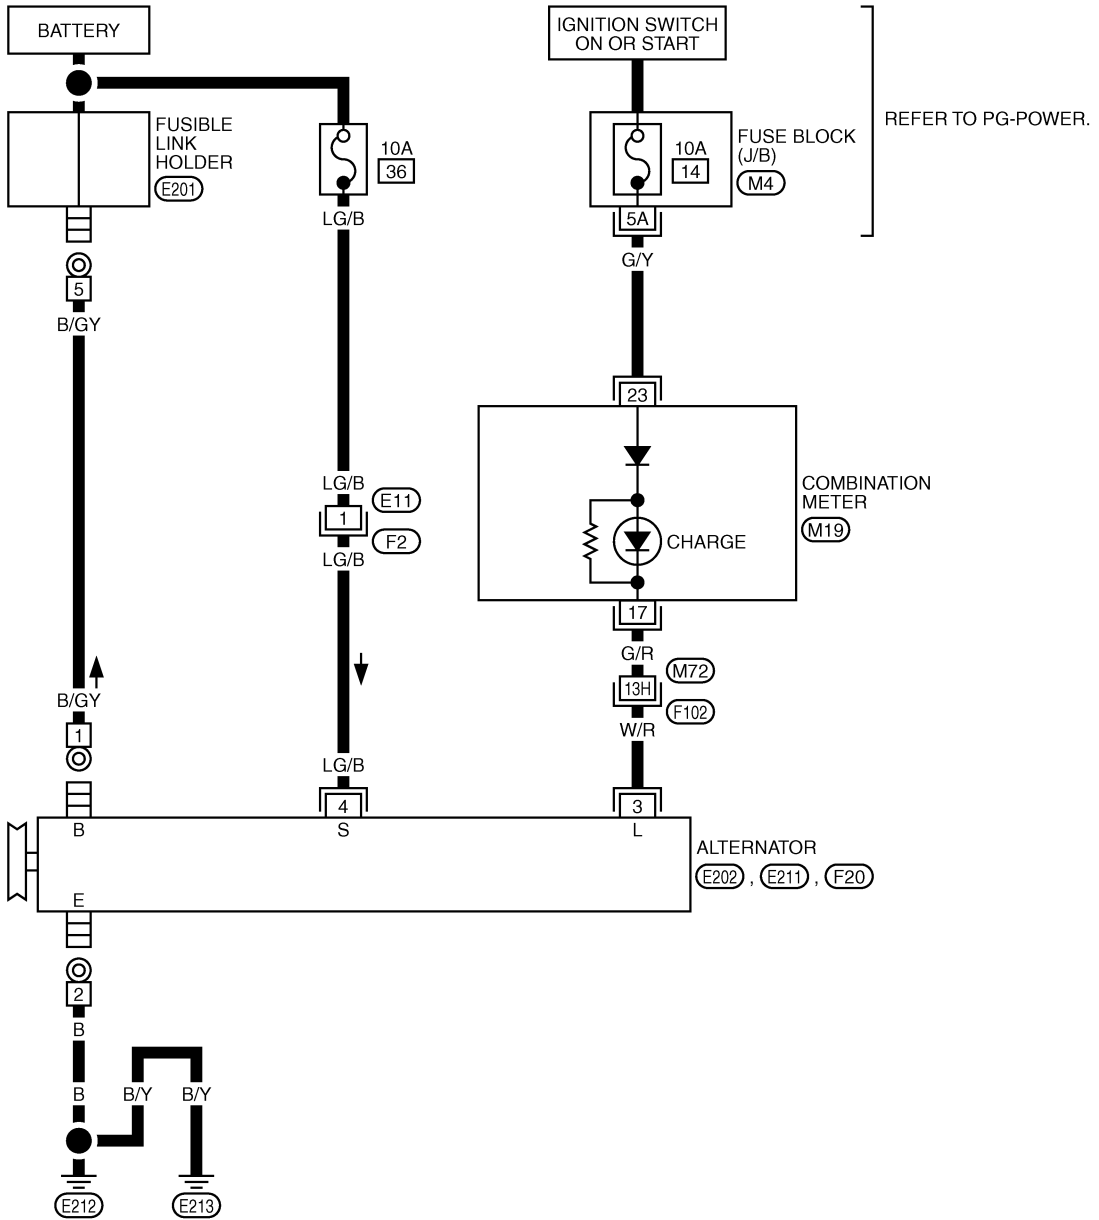 BATTERY
IGNITION SWITCH
ON OR START
REFER TO PG-POWER.
FUSIBLE
LINK
HOLDER
E201
10A
36
10A
14
FUSE BLOCK
(J/B)
M4
LG/B
5A
G/Y
5
B/GY
23
LG/B
E11
1
F2
LG/B
COMBINATION
METER
M19
CHARGE
17
G/R
M72
13H
F102
W/R
B/GY
1
LG/B
4
3
B
S
L
ALTERNATOR
E202 , E211 , F20
E
2
B
B
B/Y
B/Y
E212
E213